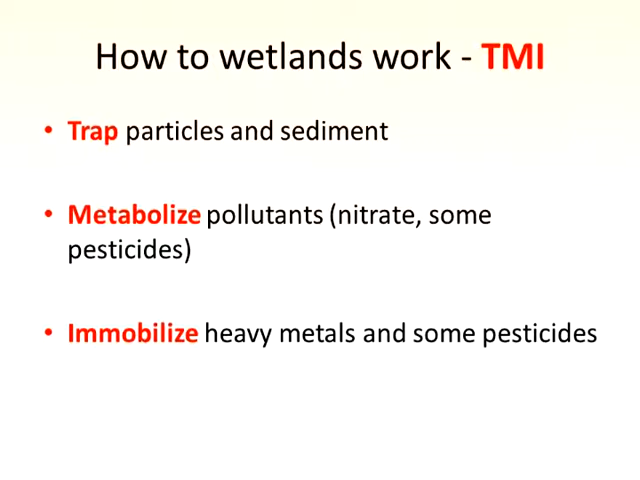 How to wetlands work - TMI
• Trap particles and sediment
• Metabolize pollutants (nitrate, some
pesticides)
• Immobilize heavy metals and some pesticides